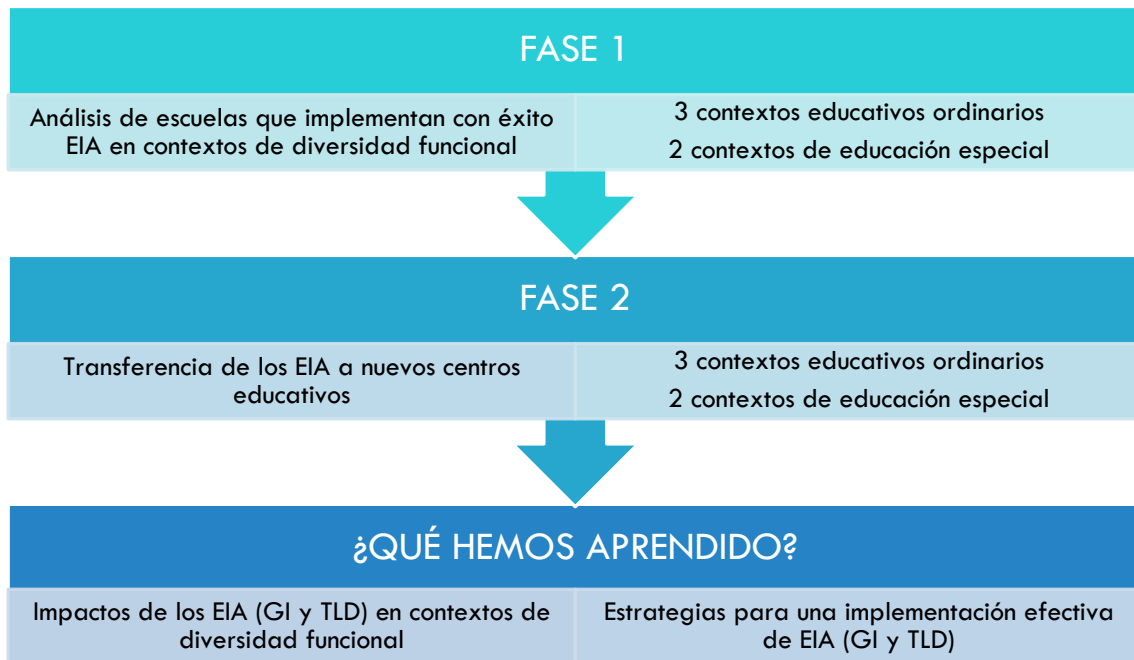 FASE 1
Análisis de escuelas que implementan con éxito
EIA en contextos de diversidad funcional
3 contextos educativos ordinarios
2 contextos de educación especial
FASE 2
Transferencia de los EIA a nuevos centros
educativos
3 contextos educativos ordinarios
2 contextos de educación especial
¿QUÉ HEMOS APRENDIDO?
Impactos de los EIA (GI y TLD) en contextos de
diversidad funcional
Estrategias para una implementación efectiva
de EIA (GI y TLD)